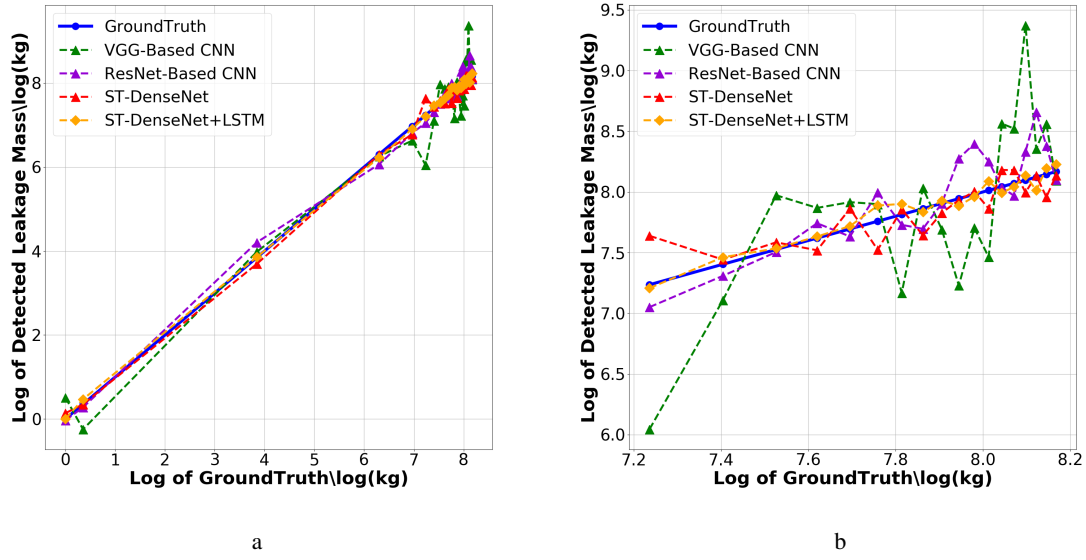 GroundTruth
VGG-Based CNN
ResNet-Based CNN
ST-DenseNet
ST-DenseNet+LSTM
8
6
4
2
0
0 1 2 3 4 5 6 7 8
Log of Detected Leakage Mass\log(kg)
Log of GroundTruth\log(kg)
a
GroundTruth
VGG-Based CNN
ResNet-Based CNN
ST-DenseNet
ST-DenseNet+LSTM
9.5
9.0
8.5
8.0
7.5
7.0
6.5
6.0
7.2 7.4 7.6 7.8 8.0 8.2
Log of Detected Leakage Mass\log(kg)
Log of GroundTruth\log(kg)
b